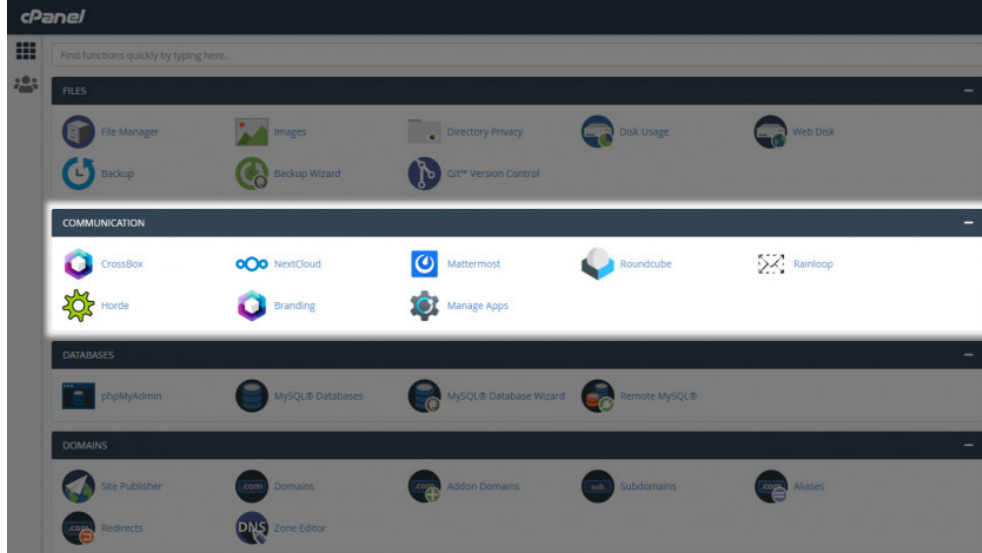 cPanel
Find functions quickly by typing here.
FILES
File Manager Images Directory Privacy Disk Usage Web Disk
Backup Backup Wizard Git™ Version Control
COMMUNICATION
CrossBox NextCloud Mattermost Roundcube Rainloop
Horde Branding Manage Apps
DATABASES
phpMyAdmin MySQL® Databases MySQL® Database Wizard Remote MySQL®
DOMAINS
Site Publisher .com Domains .com Addon Domains sub. Subdomains .com Aliases
.com Redirects DNS Zone Editor